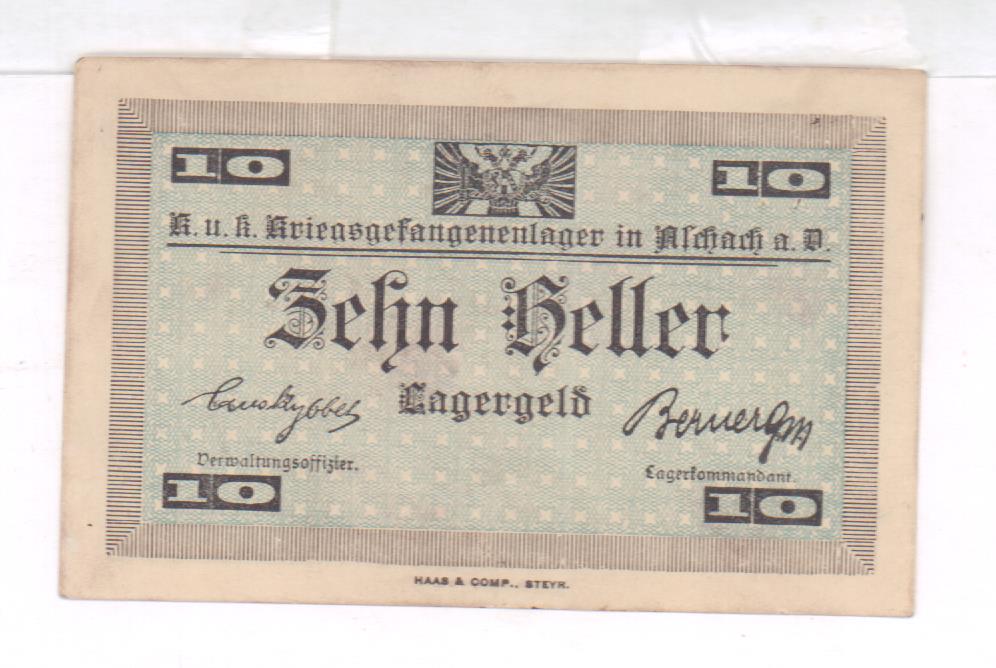 10 10
K. u. k. Kriegsgefangenenlager in Aschach a. D.
Zehn Heller
Lagergeld
Verwaltungsoffizier.
Lagerkommandant.
10 10
HAAS & COMP., STEYR.